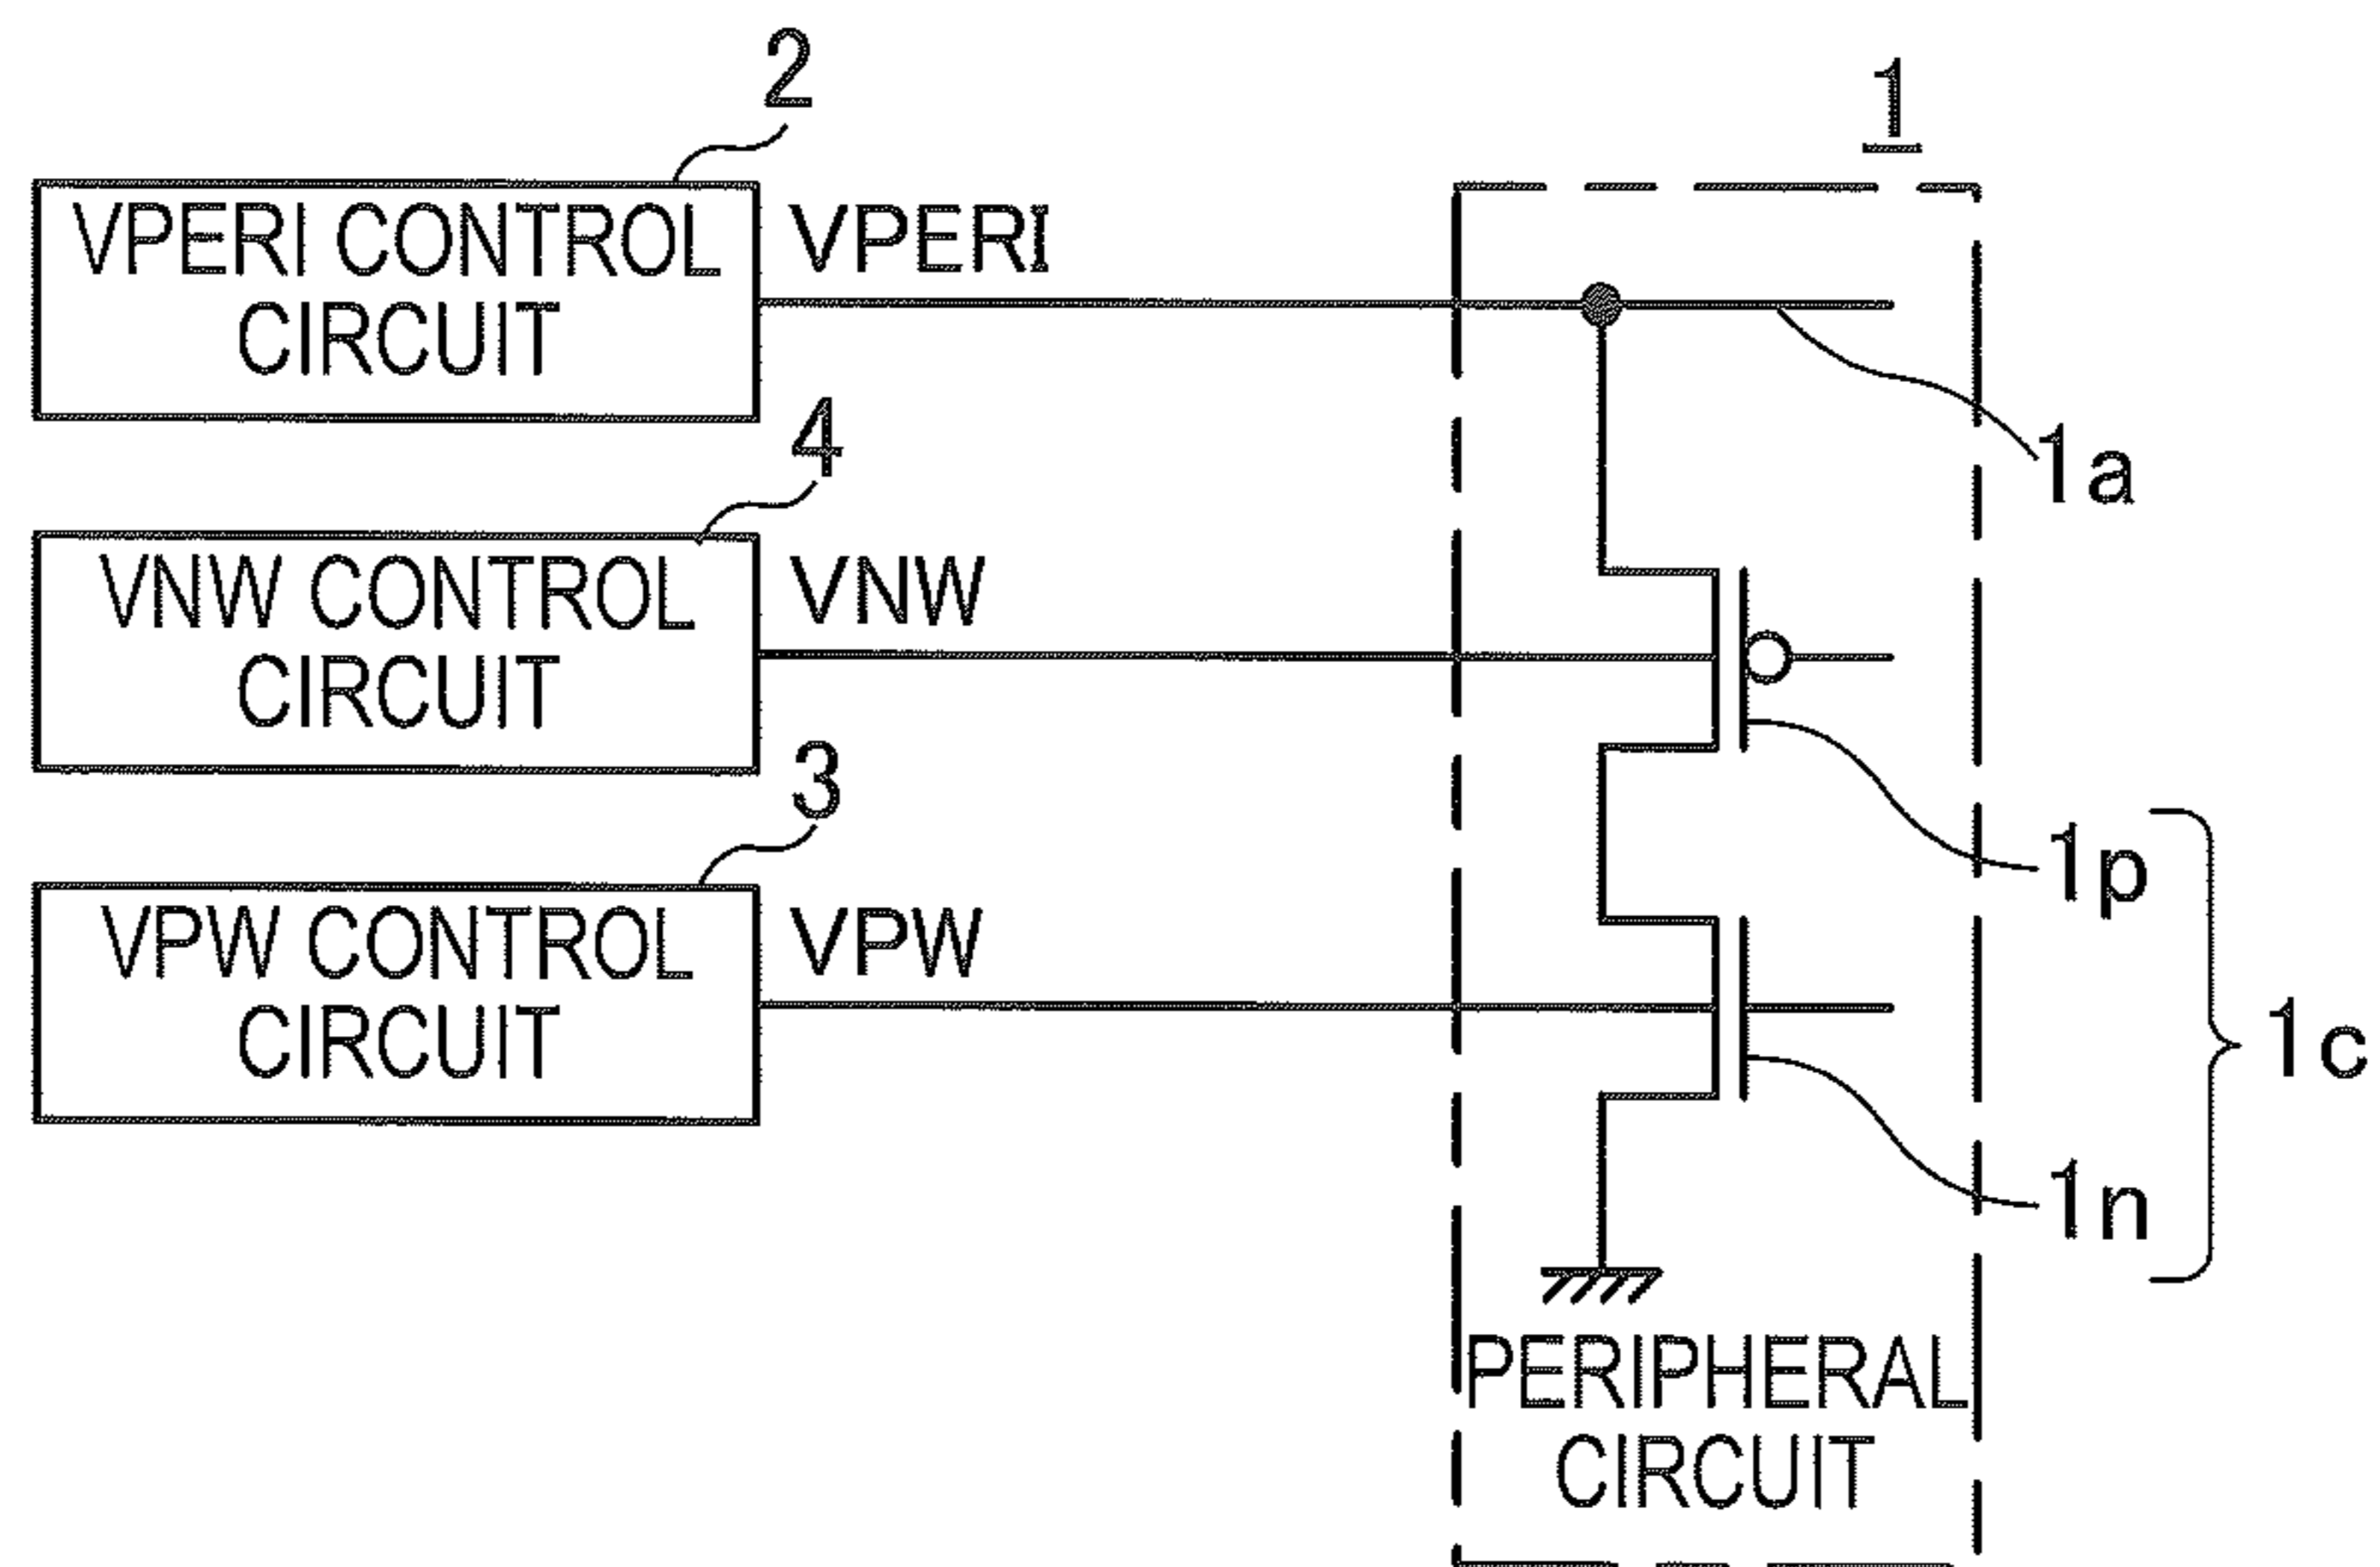 2
1
VPERI CONTROL
CIRCUIT
VPERI
1a
4
VNW CONTROL
CIRCUIT
VNW
3
1p
VPW CONTROL
CIRCUIT
VPW
1c
1n
PERIPHERAL
CIRCUIT